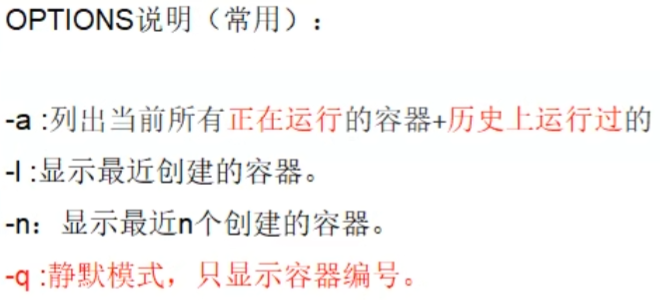 OPTIONS说明（常用）：
-a :列出当前所有正在运行的容器+历史上运行过的
-l :显示最近创建的容器。
-n：显示最近n个创建的容器。
-q :静默模式，只显示容器编号。